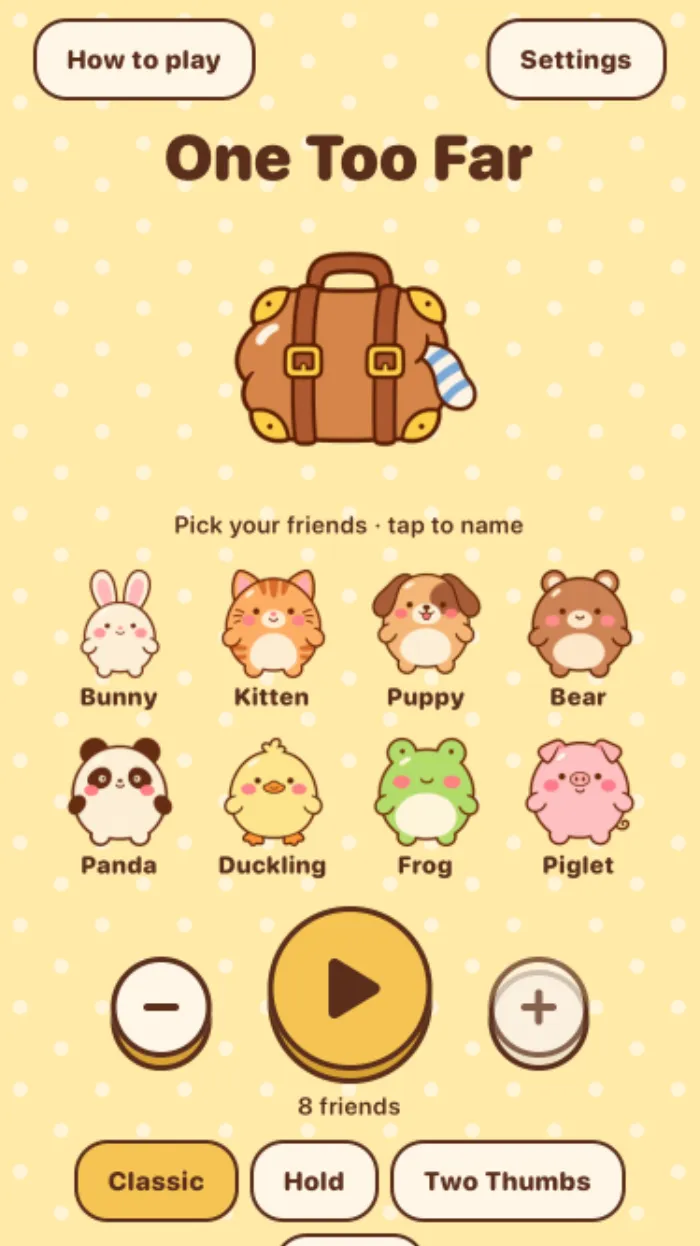 How to play
Settings
One Too Far
Pick your friends · tap to name
Bunny Kitten Puppy Bear
Panda Duckling Frog Piglet
8 friends
Classic Hold Two Thumbs